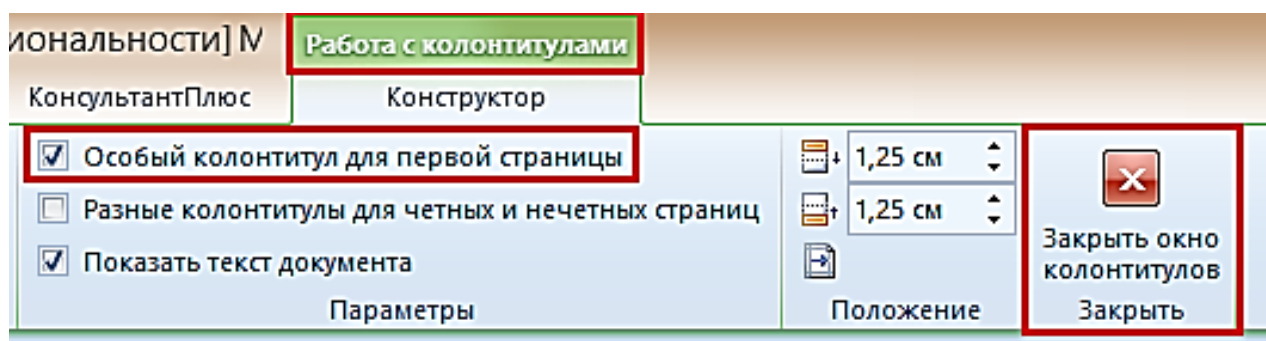 иональности] М
Работа с колонтитулами
КонсультантПлюс
Конструктор
Особый колонтитул для первой страницы
Разные колонтитулы для четных и нечетных страниц
Показать текст документа
Параметры
1,25 см
1,25 см
Положение
Закрыть окно
колонтитулов
Закрыть